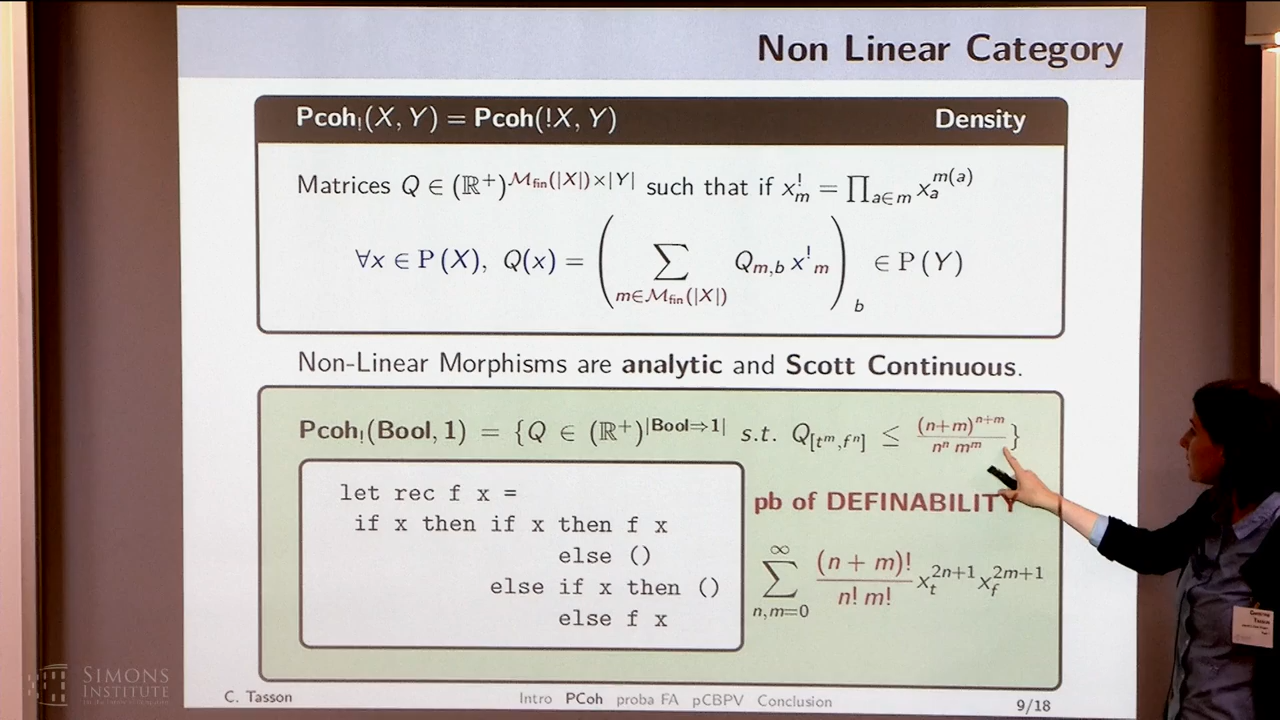 Non Linear Category
Pcoh!(X, Y) = Pcoh(!X, Y) Density
Matrices Q ∈ (ℝ⁺)^{ℳ_fin(|X|)×|Y|} such that if x^!_m = ∏_{a∈m} x_a^{m(a)}
∀x ∈ P(X), Q(x) = ( ∑_{m∈ℳ_fin(|X|)} Q_{m,b} x^!_m )_b ∈ P(Y)
Non-Linear Morphisms are analytic and Scott Continuous.
Pcoh!(Bool, 1) = {Q ∈ (ℝ⁺)^{|Bool⇒1|} s.t. Q_{[t^m,f^n]} ≤ (n+m)^{n+m} / n^n m^m}
let rec f x =
if x then if x then f x
else ()
else if x then ()
else f x
pb of DEFINABILITY
∑_{n,m=0}^{∞} (n + m)! / n! m! x_t^{2n+1} x_f^{2m+1}
C. Tasson Intro PCoh proba FA pCBPV Conclusion 9/18
SIMONS
INSTITUTE